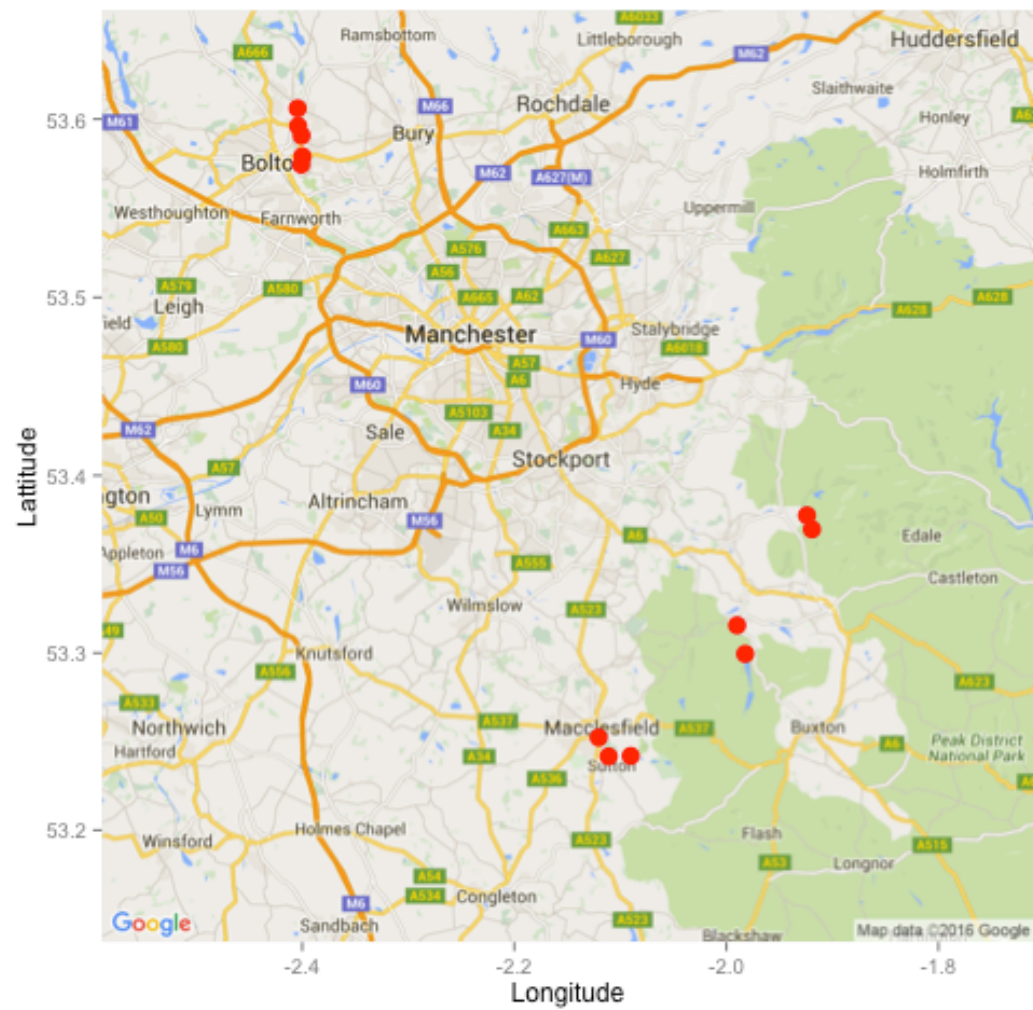 A6033
Ramsbottom
Littleborough
Huddersfield
A666
M62
Slaithwaite
M66
Rochdale
53.6
M61
Bury
Honley
Bolto
M62
A627(M)
Holmfirth
Westhoughton
Farnworth
Uppermill
A663
A576
A627
A56
A579
A580
A665
A62
A628
53.5
Leigh
A628
field
Manchester
Stalybridge
A580
M60
A6018
A57
A6
M60
Hyde
A5103
M62
Sale
A34
Stockport
A57
53.4
gton
Altrincham
Lymm
A50
M56
A6
Edale
Appleton
M6
A555
M56
Castleton
Wilmslow
A523
49
53.3
Knutsford
A556
A623
A533
Northwich
A537
Macclesfield
A537
Buxton
Hartford
A34
A6
Peak District
National Park
Sutton
A536
53.2
Holmes Chapel
Flash
Winsford
A523
A515
A53
Longnor
A54
A534
Congleton
M6
Google
Sandbach
A523
Blackshaw
Map data ©2016 Google
-2.4
-2.2
-2.0
-1.8
Longitude
Lattitude